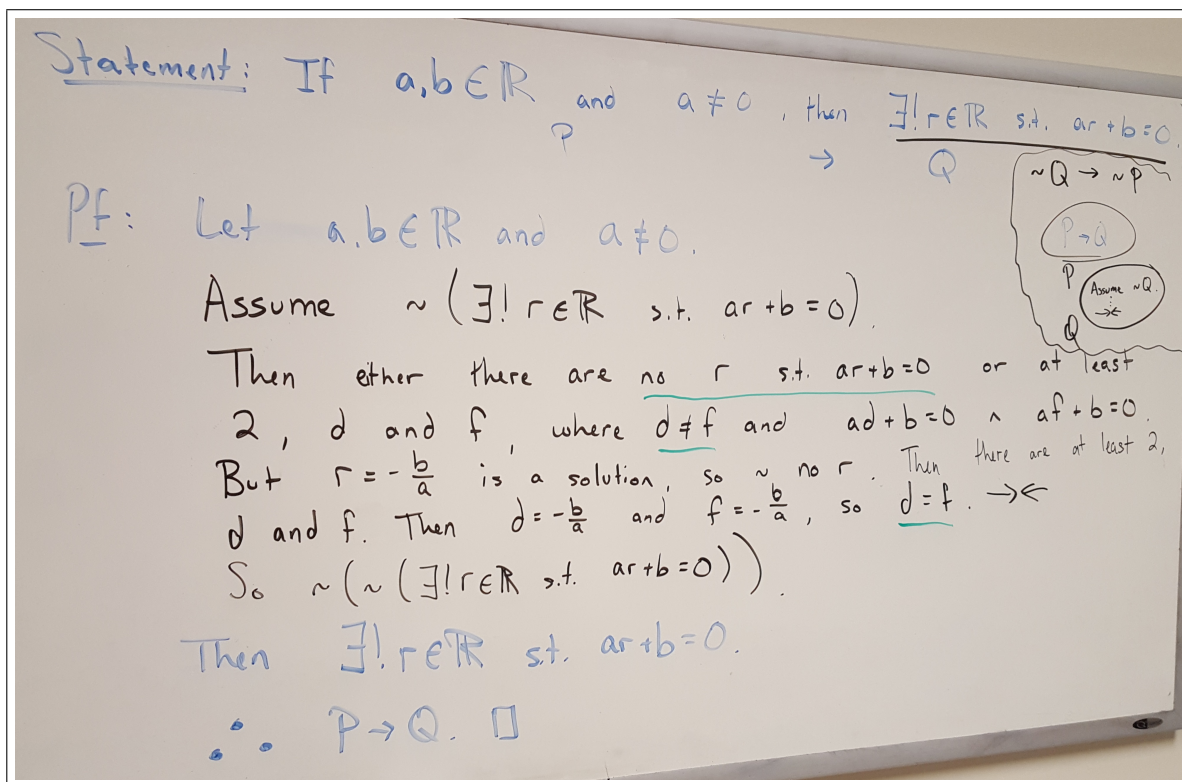 Statement: If a,b∈ℝ and a≠0, then ∃! r∈ℝ s.t. ar+b=0.
P → Q
~Q → ~P
P→Q
P
Assume ~Q.
⋮
→←
Q
Pf: Let a,b∈ℝ and a≠0.
Assume ~(∃! r∈ℝ s.t. ar+b=0).
Then either there are no r s.t. ar+b=0 or at least
2, d and f, where d≠f and ad+b=0 ∧ af+b=0.
But r=-b/a is a solution, so ~ no r. Then there are at least 2,
d and f. Then d=-b/a and f=-b/a, so d=f. →←
So ~(~(∃! r∈ℝ s.t. ar+b=0)).
Then ∃! r∈ℝ s.t. ar+b=0.
∴ P→Q. □